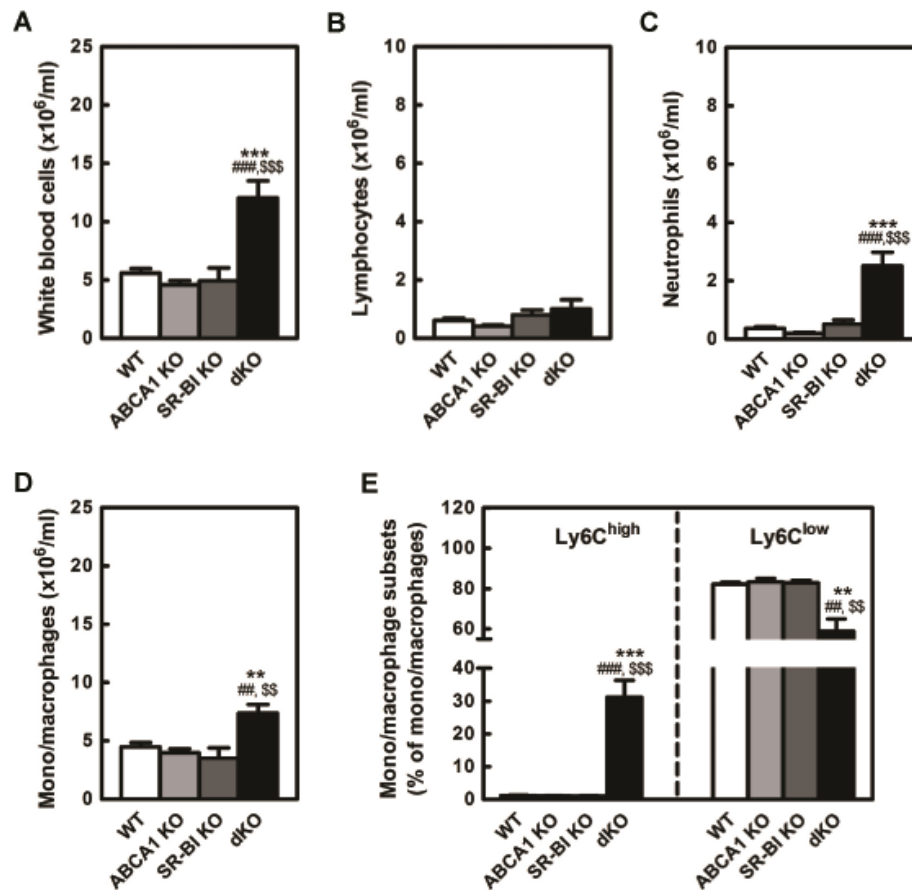 A
White blood cells (x10⁶/ml)
25
20
15
10
5
0
***
###,$$$
WT
ABCA1 KO
SR-BI KO
dKO
B
Lymphocytes (x10⁶/ml)
10
8
6
4
2
0
WT
ABCA1 KO
SR-BI KO
dKO
C
Neutrophils (x10⁶/ml)
10
8
6
4
2
0
***
###,$$$
WT
ABCA1 KO
SR-BI KO
dKO
D
Mono/macrophages (x10⁶/ml)
25
20
15
10
5
0
**
##, $$
WT
ABCA1 KO
SR-BI KO
dKO
E
Mono/macrophage subsets
(% of mono/macrophages)
120
100
80
60
40
30
20
10
0
Ly6Chigh
***
###, $$$
WT
ABCA1 KO
SR-BI KO
dKO
Ly6Clow
**
##, $$
WT
ABCA1 KO
SR-BI KO
dKO